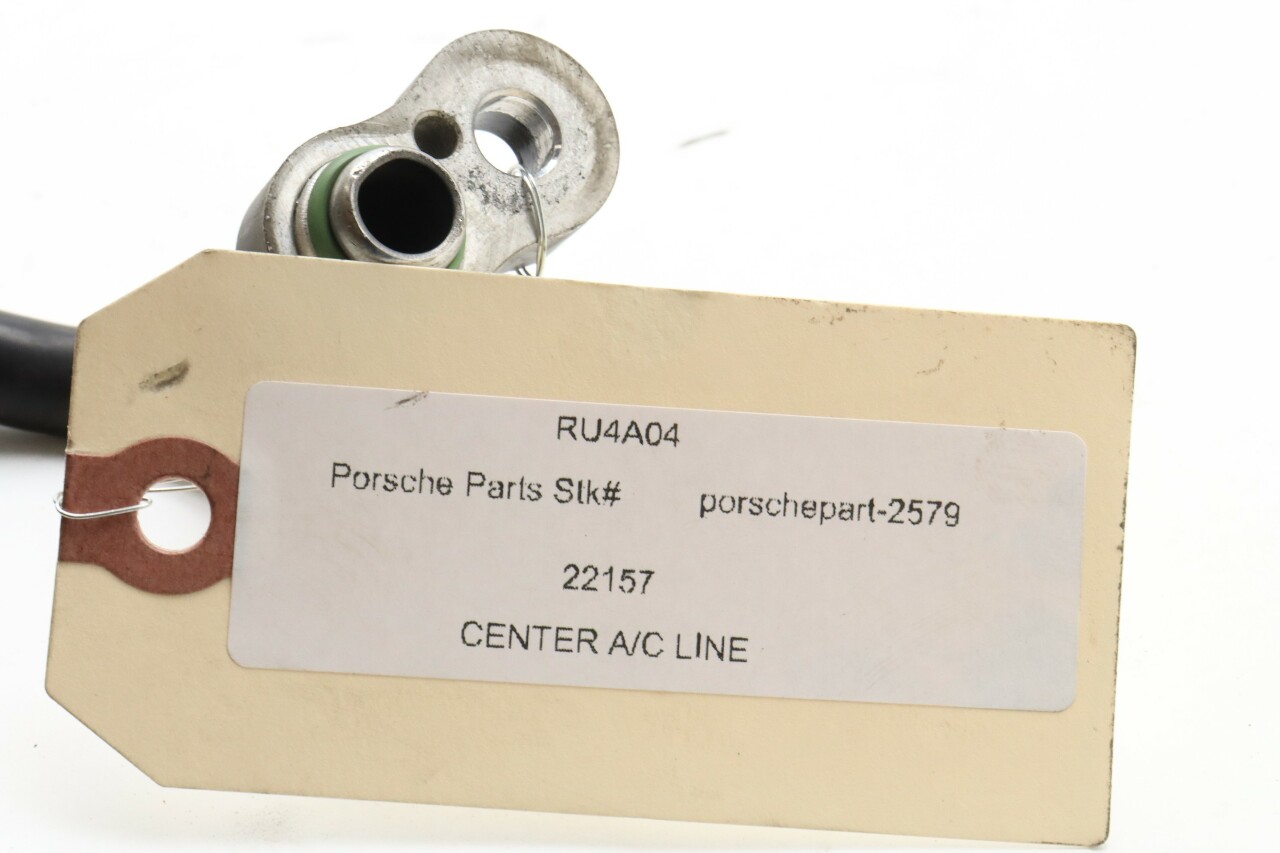 RU4A04
Porsche Parts Stk# porschepart-2579
22157
CENTER A/C LINE